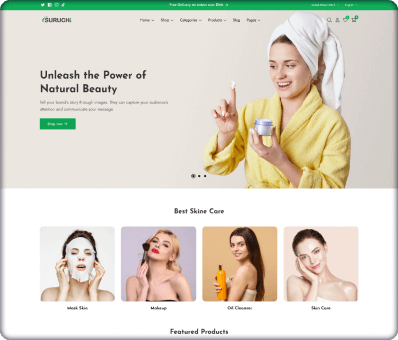 Free Delivery on orders over $100
English
SURUCHI
Home Shop Categories Products Blog Pages
Unleash the Power of
Natural Beauty
Tell your brand's story through images. They can capture your audience's
attention and communicate your message
Shop now
Best Skine Care
Mask Skin
Makeup
Oil Cleanser
Skin Care
Featured Products